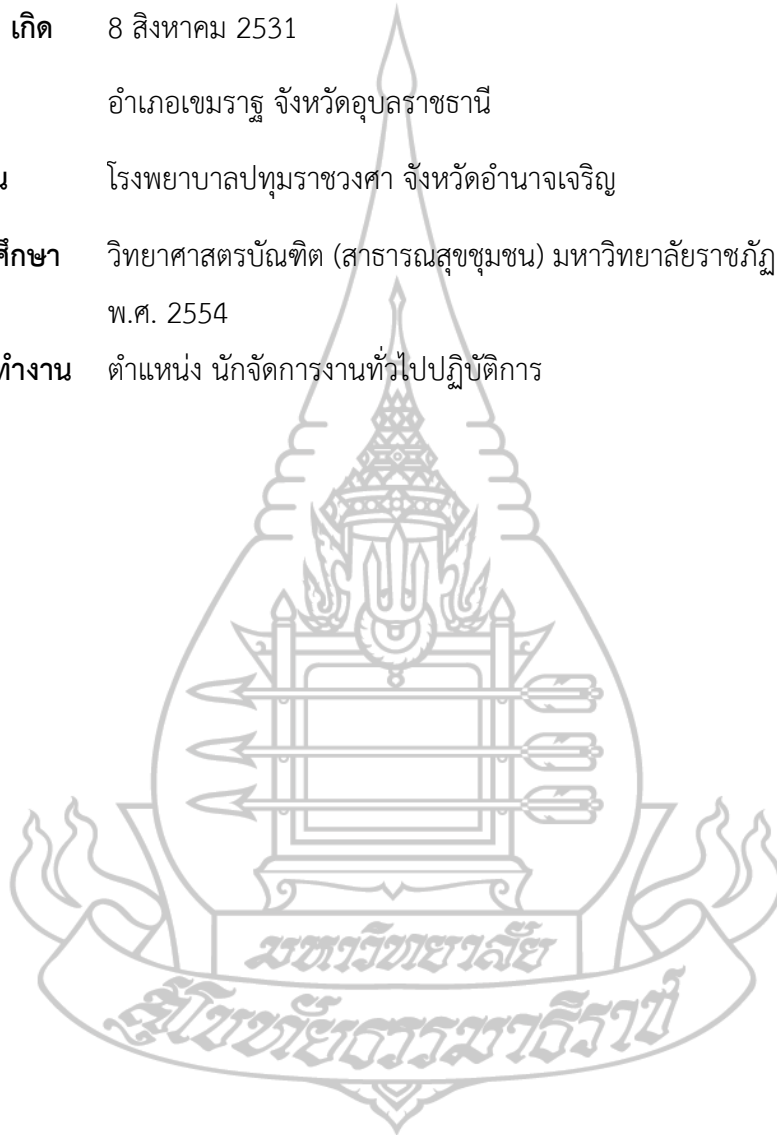 เกิด 8 สิงหาคม 2531
อำเภอเขมราฐ จังหวัดอุบลราชธานี
โรงพยาบาลปทุมราชวงศา จังหวัดอำนาจเจริญ
วิทยาศาสตรบัณฑิต (สาธารณสุขชุมชน) มหาวิทยาลัยราชภัฏ
พ.ศ. 2554
ทำงาน ตำแหน่ง นักจัดการงานทั่วไปปฏิบัติการ
มหาวิทยาลัย
สุโขทัยธรรมาธิราช